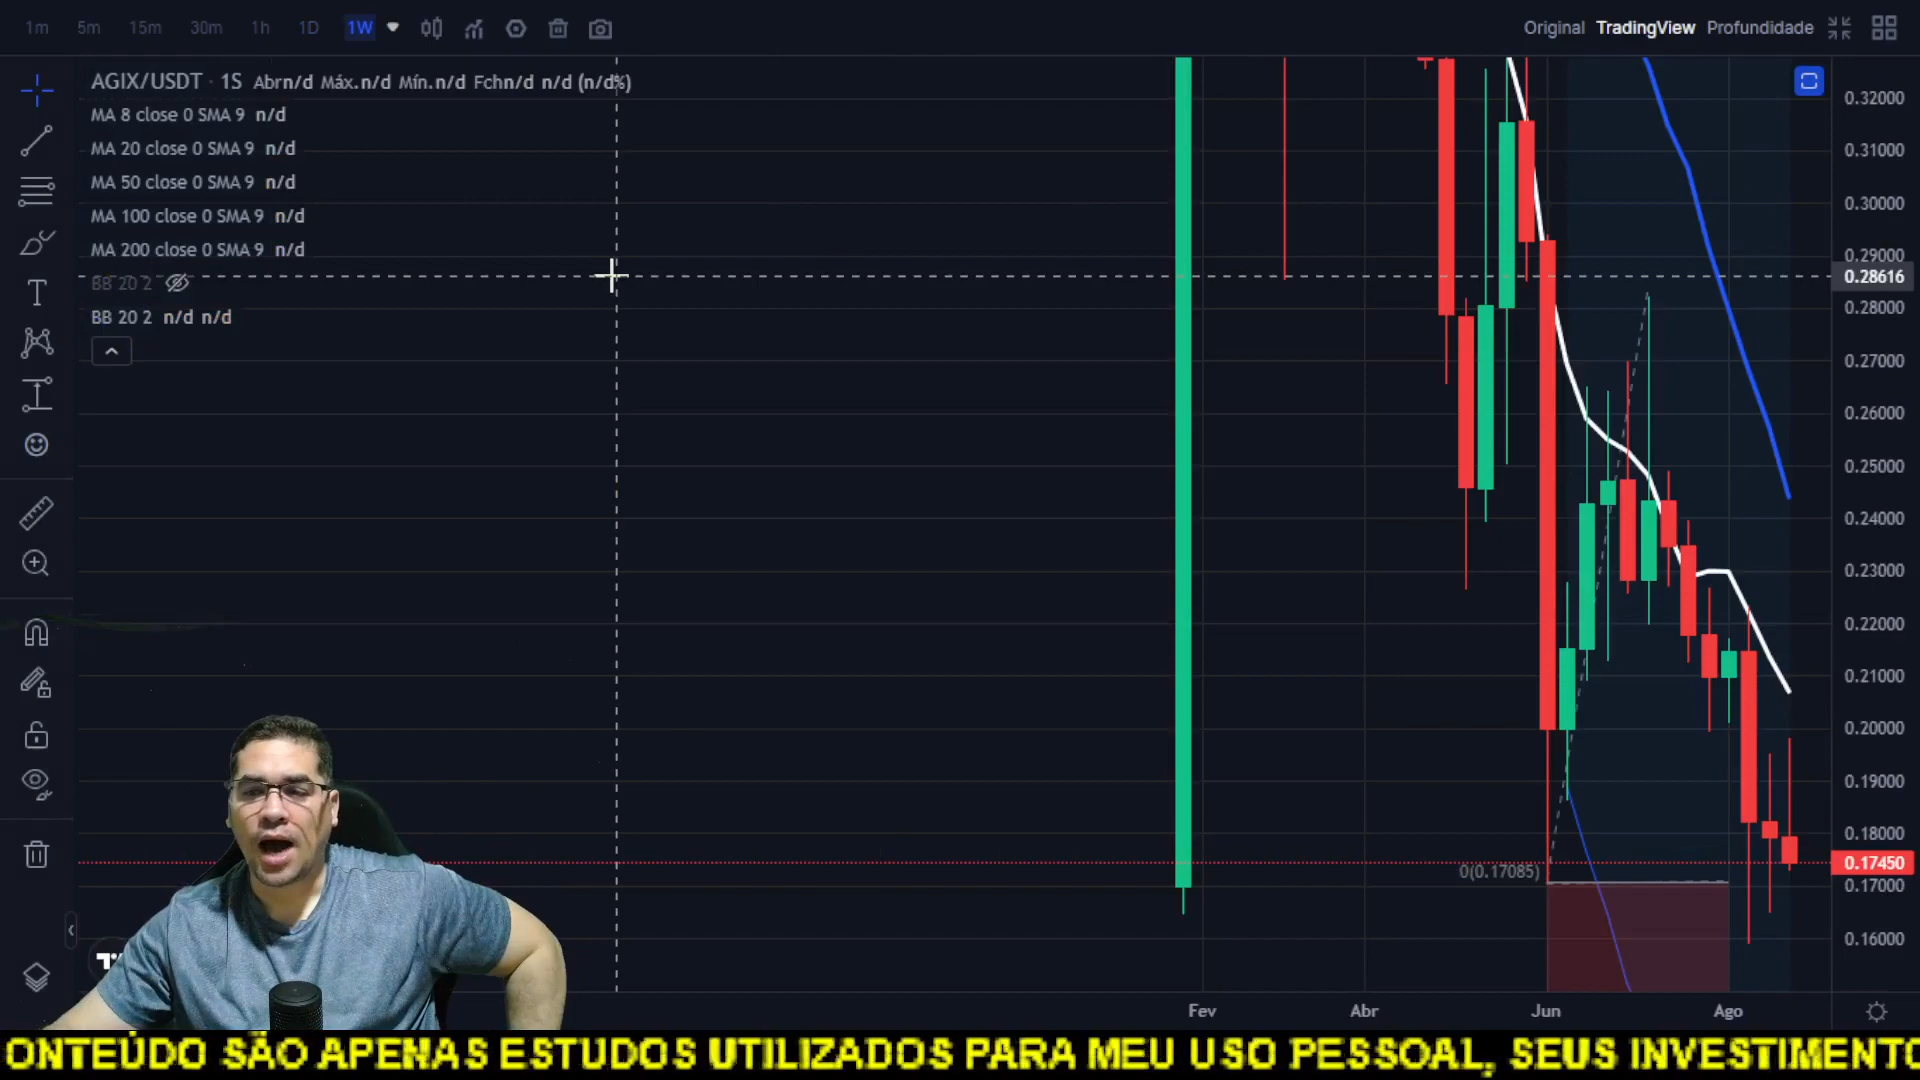 1m 5m 15m 30m 1h 1D 1W
Original TradingView Profundidade
AGIX/USDT · 1S Abrn/d Máx.n/d Mín.n/d Fchn/d n/d (n/d%)
MA 8 close 0 SMA 9 n/d
MA 20 close 0 SMA 9 n/d
MA 50 close 0 SMA 9 n/d
MA 100 close 0 SMA 9 n/d
MA 200 close 0 SMA 9 n/d
BB 20 2
BB 20 2 n/d n/d
0.32000
0.31000
0.30000
0.29000
0.28616
0.28000
0.27000
0.26000
0.25000
0.24000
0.23000
0.22000
0.21000
0.20000
0.19000
0.18000
0.17450
0(0.17085)
0.17000
0.16000
Fev Abr Jun Ago
ONTEÚDO SÃO APENAS ESTUDOS UTILIZADOS PARA MEU USO PESSOAL, SEUS INVESTIMENTO